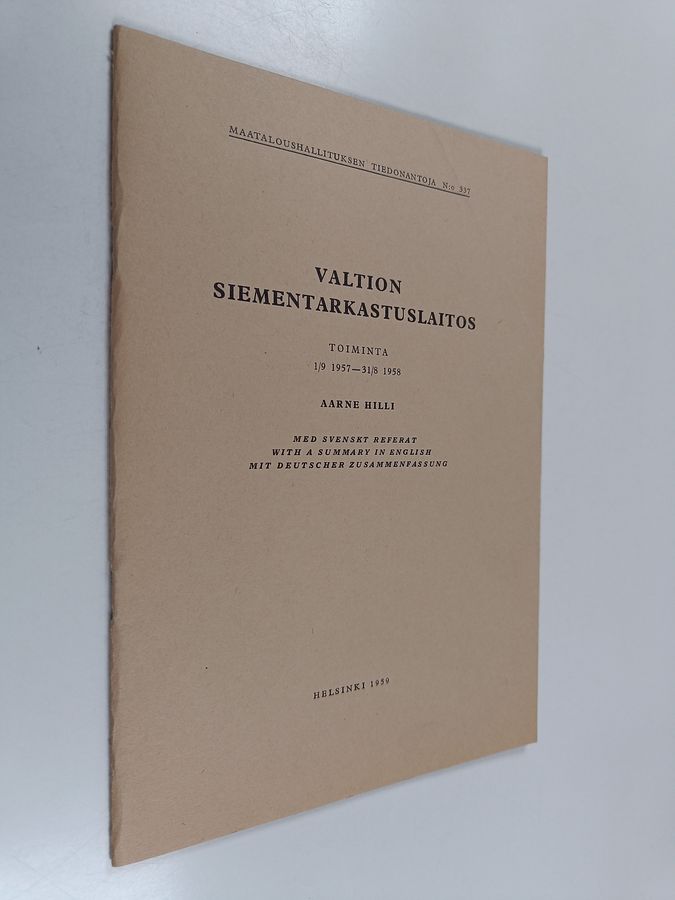 MAATALOUSHALLITUKSEN TIEDONANTOJA N:o 337
VALTION
SIEMENTARKASTUSLAITOS
TOIMINTA
1/9 1957—31/8 1958
AARNE HILLI
MED SVENSKT REFERAT
WITH A SUMMARY IN ENGLISH
MIT DEUTSCHER ZUSAMMENFASSUNG
HELSINKI 1959